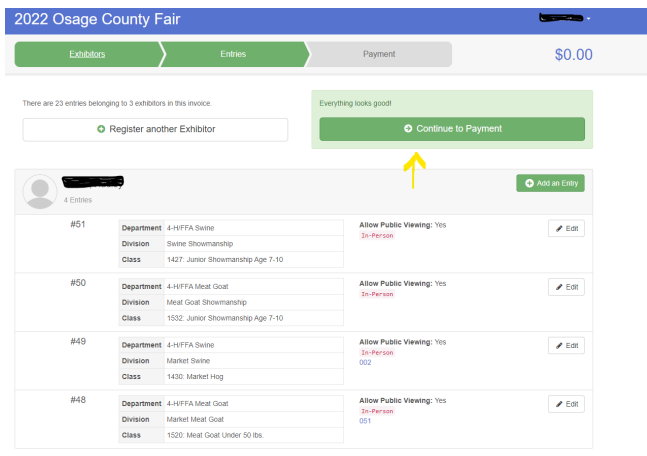 2022 Osage County Fair
Exhibitors Entries Payment $0.00
There are 23 entries belonging to 3 exhibitors in this invoice.
Register another Exhibitor
Everything looks good!
Continue to Payment
4 Entries
Add an Entry
#51
Department 4-H/FFA Swine
Division Swine Showmanship
Class 1427: Junior Showmanship Age 7-10
Allow Public Viewing: Yes
In-Person
Edit
#50
Department 4-H/FFA Meat Goat
Division Meat Goat Showmanship
Class 1532: Junior Showmanship Age 7-10
Allow Public Viewing: Yes
In-Person
Edit
#49
Department 4-H/FFA Swine
Division Market Swine
Class 1430: Market Hog
Allow Public Viewing: Yes
In-Person
002
Edit
#48
Department 4-H/FFA Meat Goat
Division Market Meat Goat
Class 1520: Meat Goat Under 50 lbs.
Allow Public Viewing: Yes
In-Person
051
Edit